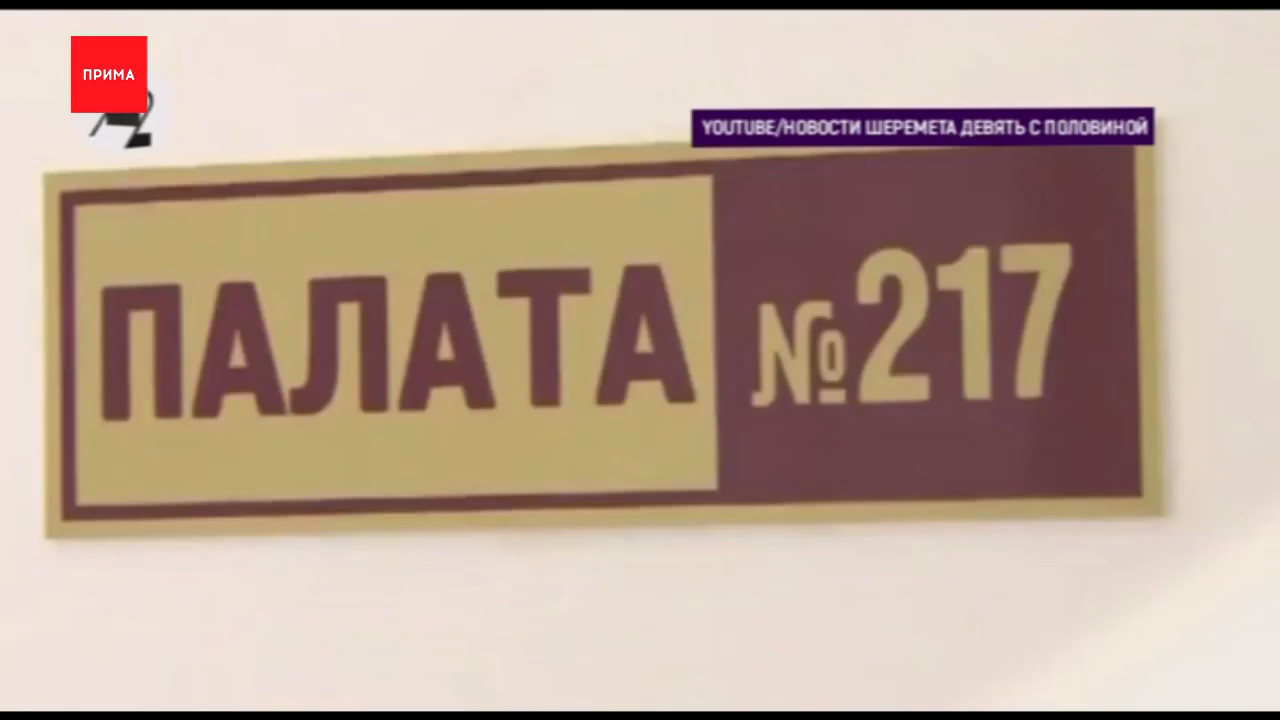 ПРИМА
YOUTUBE/НОВОСТИ ШЕРЕМЕТА ДЕВЯТЬ С ПОЛОВИНОЙ
ПАЛАТА №217